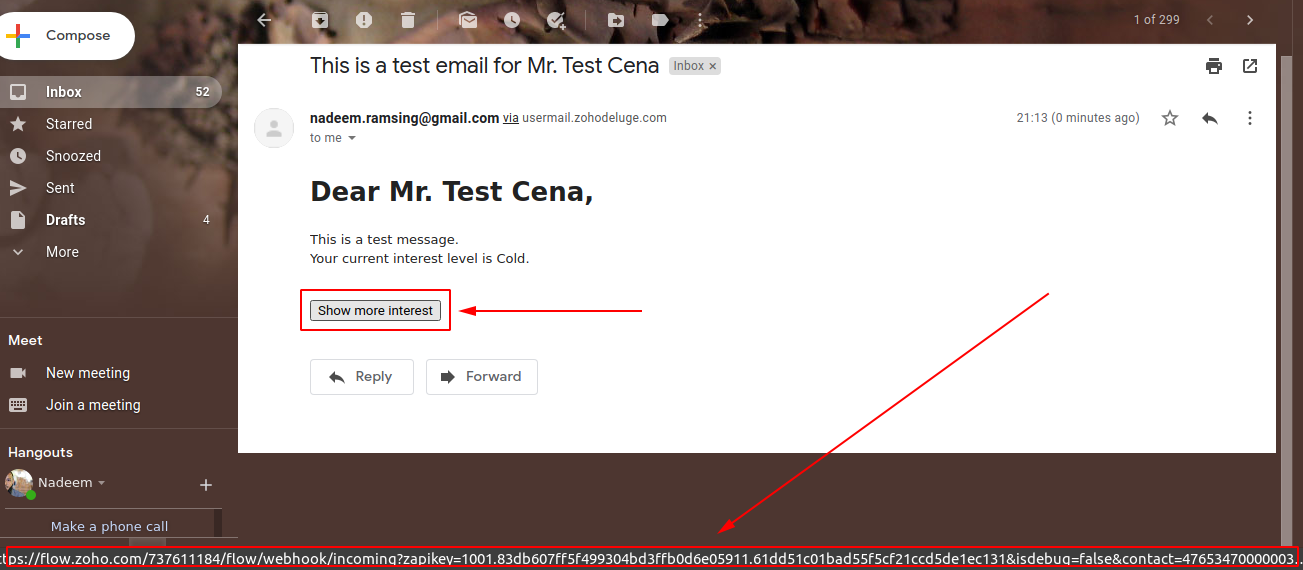 Compose
1 of 299
Inbox 52
Starred
Snoozed
Sent
Drafts 4
More
This is a test email for Mr. Test Cena Inbox ×
nadeem.ramsing@gmail.com via usermail.zohodeluge.com 21:13 (0 minutes ago)
to me
Dear Mr. Test Cena,
This is a test message.
Your current interest level is Cold.
Show more interest
Reply Forward
Meet
New meeting
Join a meeting
Hangouts
Nadeem
Make a phone call
ttps://flow.zoho.com/737611184/flow/webhook/incoming?zapikey=1001.83db607ff5f499304bd3ffb0d6e05911.61dd51c01bad55f5cf21ccd5de1ec131&isdebug=false&contact=47653470000003...